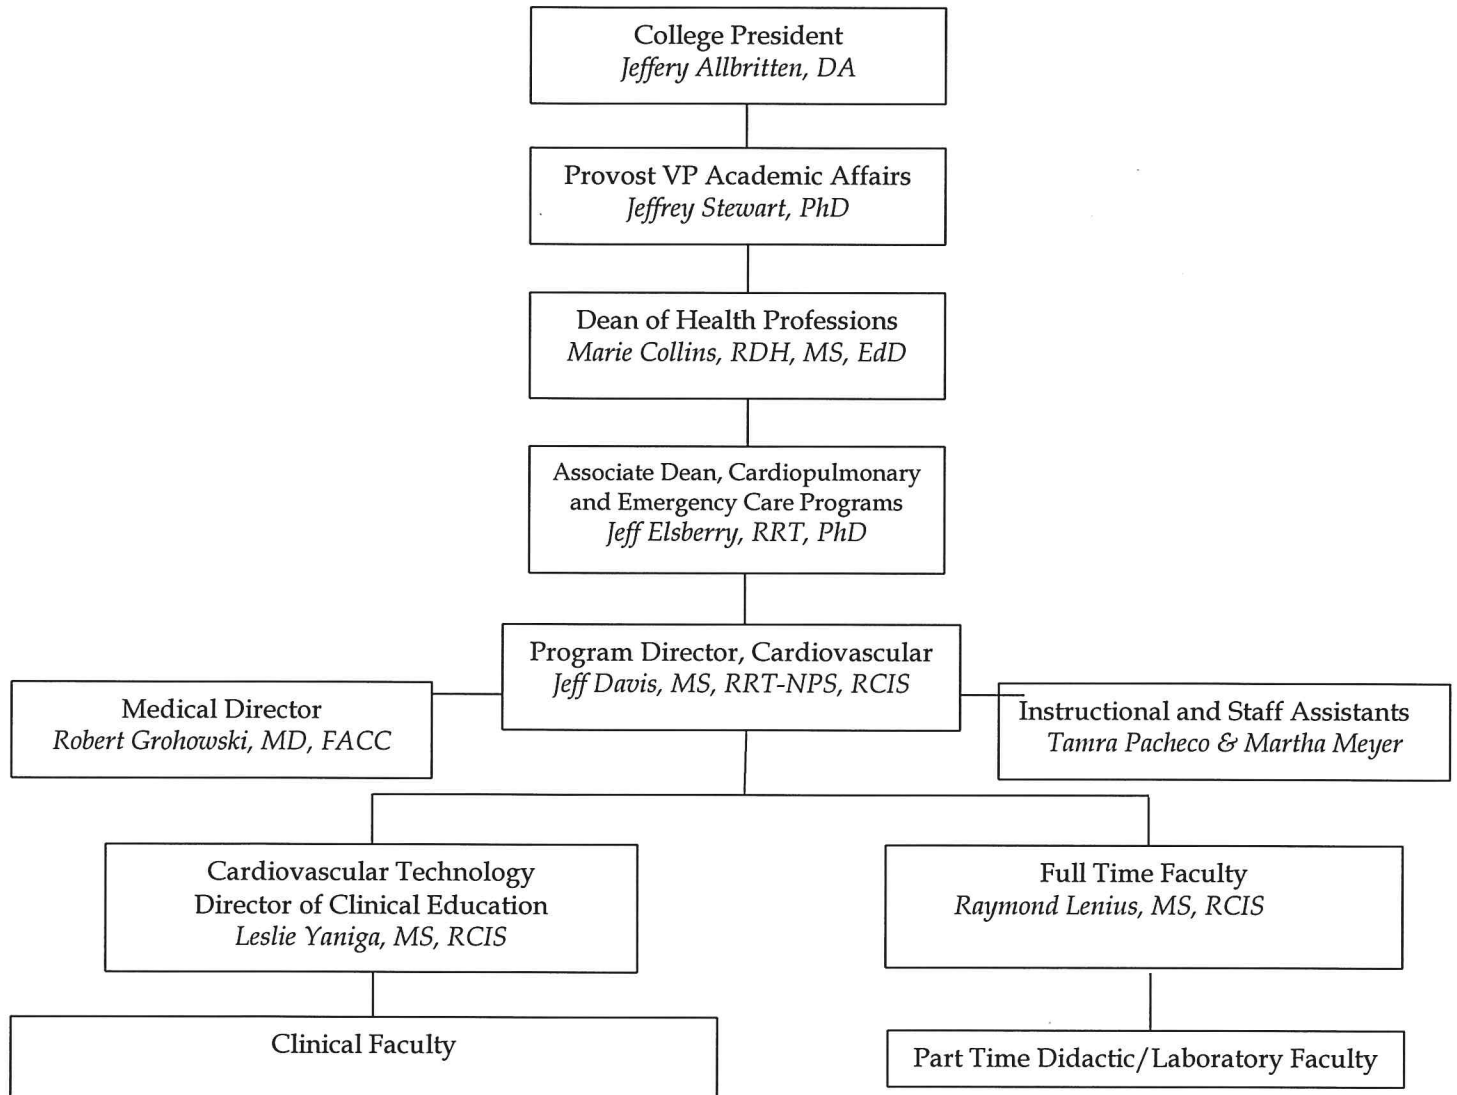 College President
Jeffery Allbritten, DA
Provost VP Academic Affairs
Jeffrey Stewart, PhD
Dean of Health Professions
Marie Collins, RDH, MS, EdD
Associate Dean, Cardiopulmonary
and Emergency Care Programs
Jeff Elsberry, RRT, PhD
Program Director, Cardiovascular
Jeff Davis, MS, RRT-NPS, RCIS
Medical Director
Robert Grohowski, MD, FACC
Instructional and Staff Assistants
Tamra Pacheco & Martha Meyer
Cardiovascular Technology
Director of Clinical Education
Leslie Yaniga, MS, RCIS
Full Time Faculty
Raymond Lenius, MS, RCIS
Clinical Faculty
Part Time Didactic/Laboratory Faculty